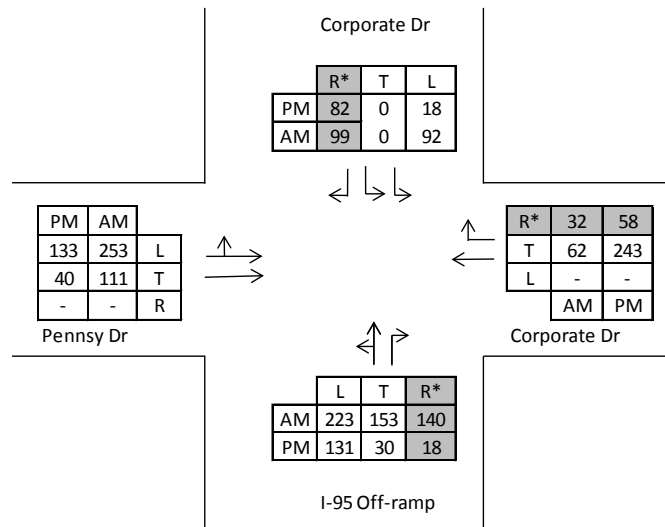 Corporate Dr
R* T L
PM 82 0 18
AM 99 0 92
PM AM
133 253 L
40 111 T
- - R
Pennsy Dr
R* 32 58
T 62 243
L - -
AM PM
Corporate Dr
L T R*
AM 223 153 140
PM 131 30 18
I-95 Off-ramp